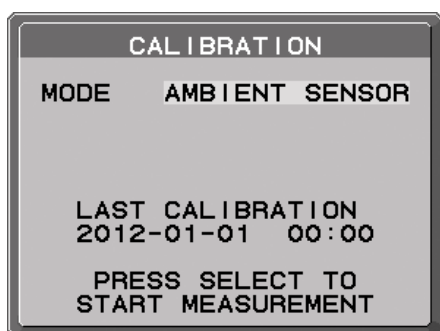 CALIBRATION
MODE AMBIENT SENSOR
LAST CALIBRATION
2012-01-01 00:00
PRESS SELECT TO
START MEASUREMENT